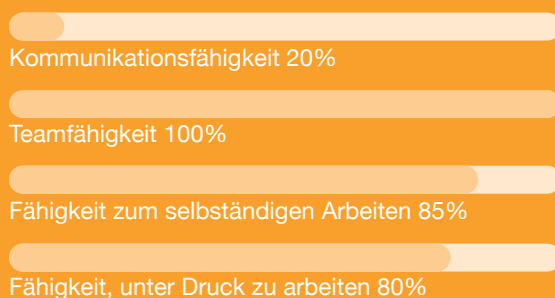 Kommunikationsfähigkeit 20%
Teamfähigkeit 100%
Fähigkeit zum selbständigen Arbeiten 85%
Fähigkeit, unter Druck zu arbeiten 80%